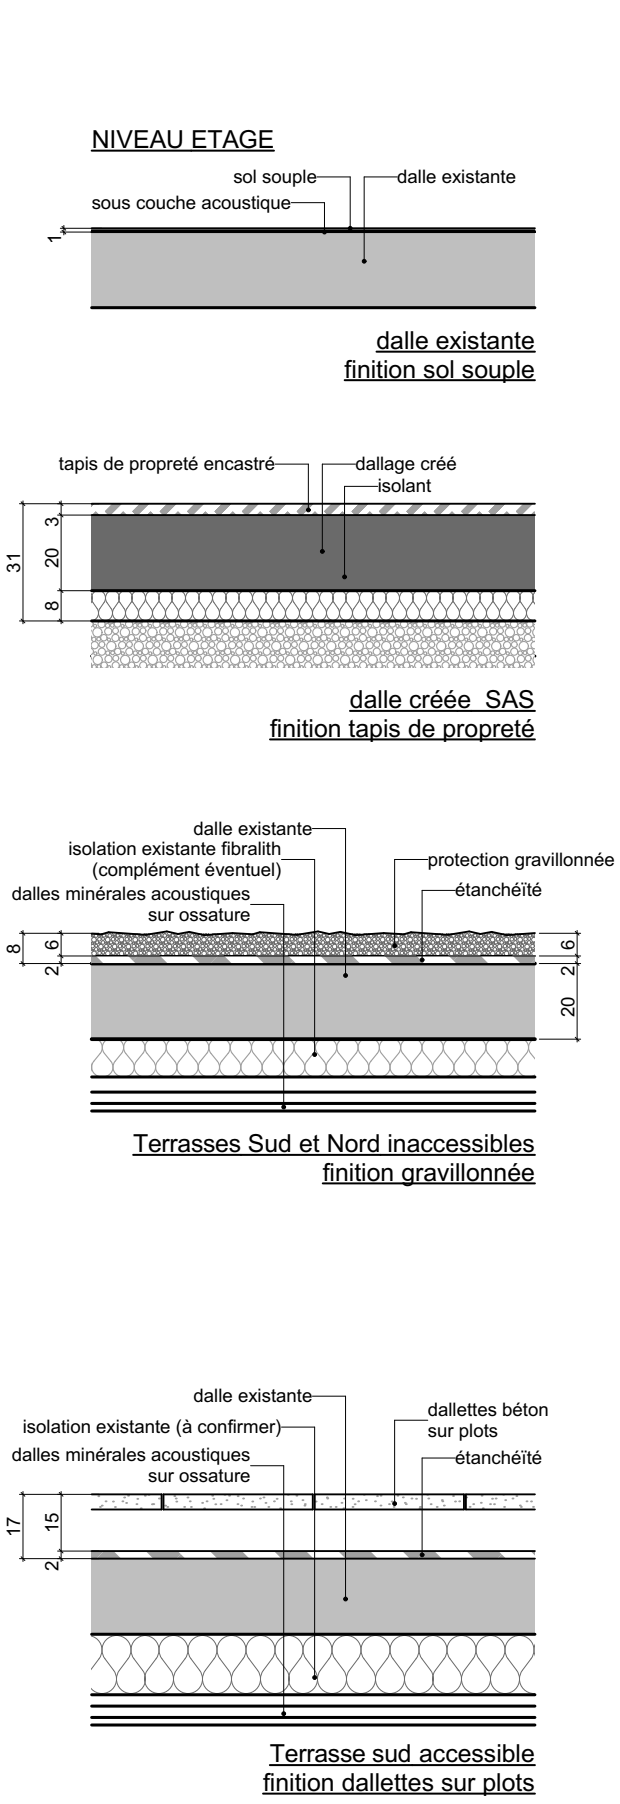 NIVEAU ETAGE
sol souple
dalle existante
sous couche acoustique
1
dalle existante
finition sol souple
tapis de propreté encastré
dallage créé
isolant
31
3
20
8
dalle créée SAS
finition tapis de propreté
dalle existante
isolation existante fibralith
(complément éventuel)
protection gravillonnée
dalles minérales acoustiques
sur ossature
étanchéïté
8
6
2
6
2
20
Terrasses Sud et Nord inaccessibles
finition gravillonnée
dalle existante
dallettes béton
sur plots
isolation existante (à confirmer)
dalles minérales acoustiques
sur ossature
étanchéïté
17
15
2
Terrasse sud accessible
finition dallettes sur plots